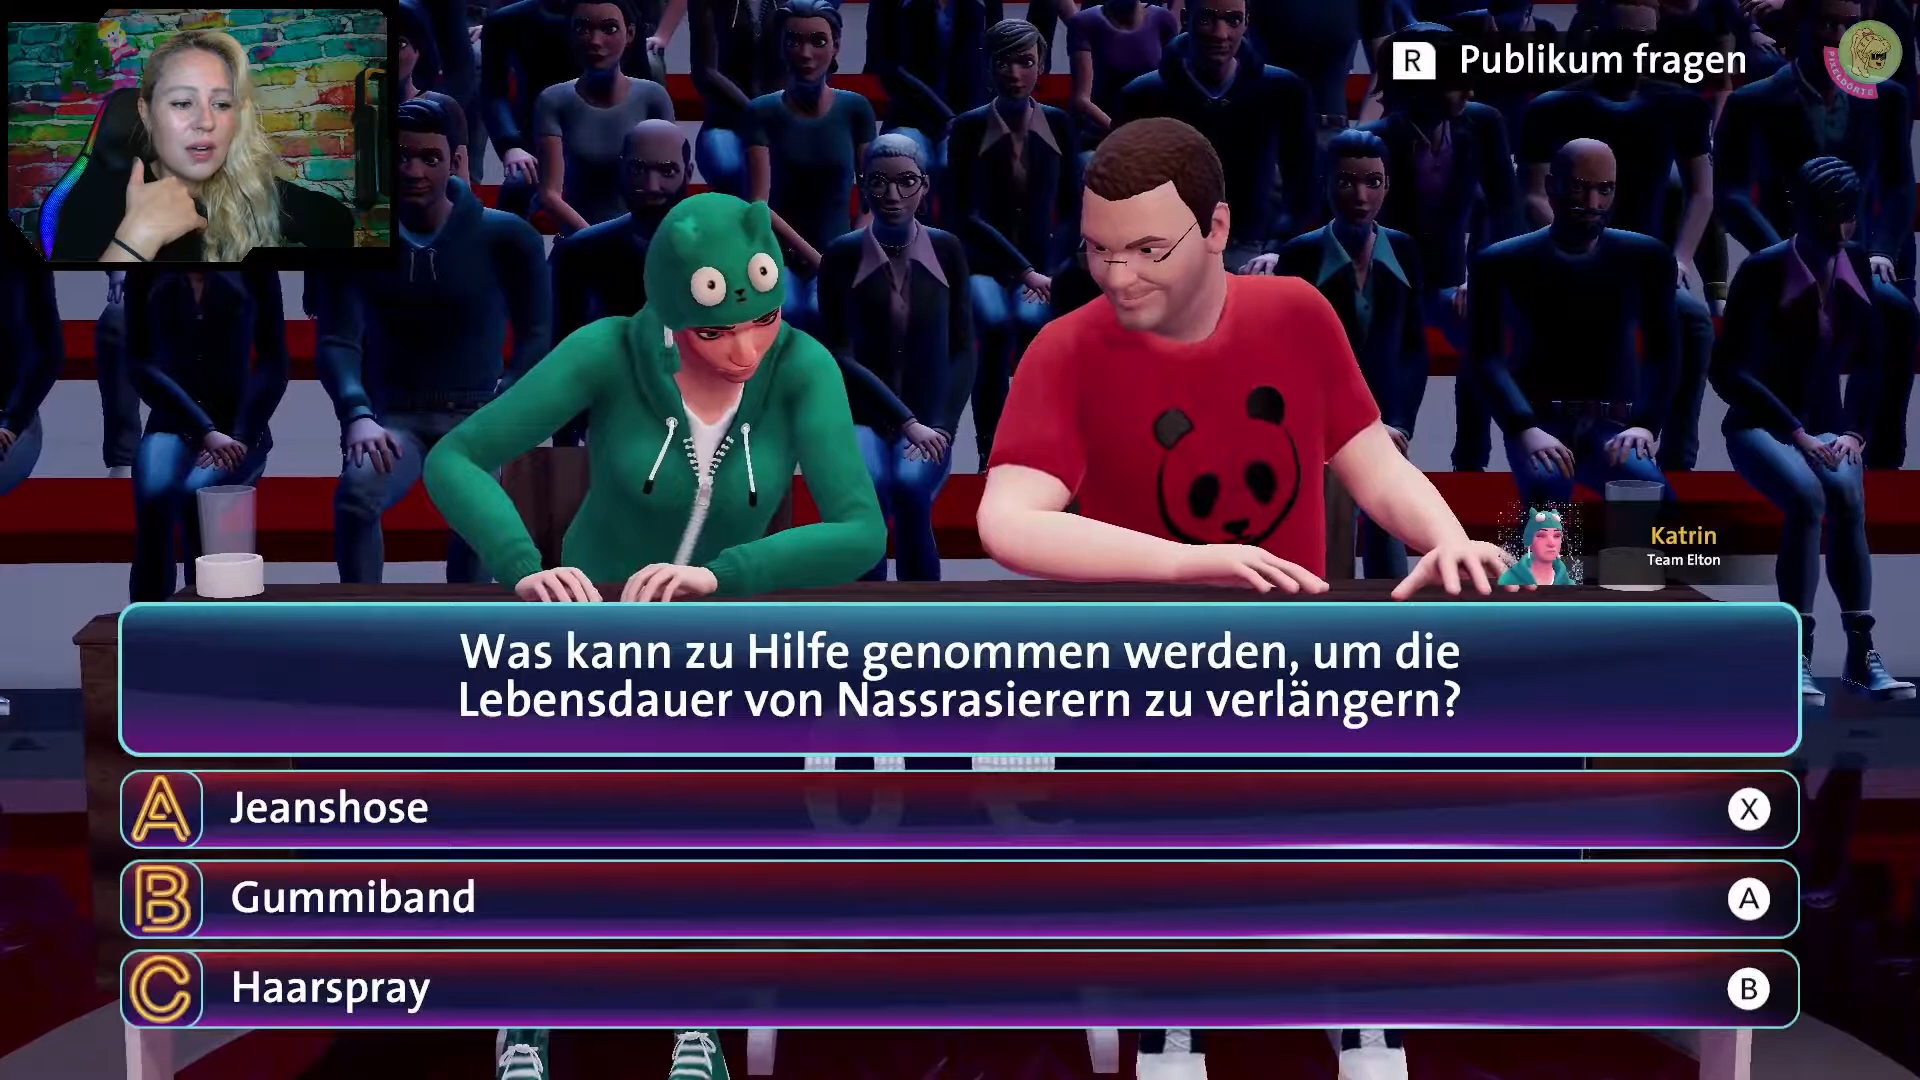 R Publikum fragen
PIXELDÖRTE
Katrin
Team Elton
Was kann zu Hilfe genommen werden, um die
Lebensdauer von Nassrasierern zu verlängern?
A Jeanshose X
B Gummiband A
C Haarspray B